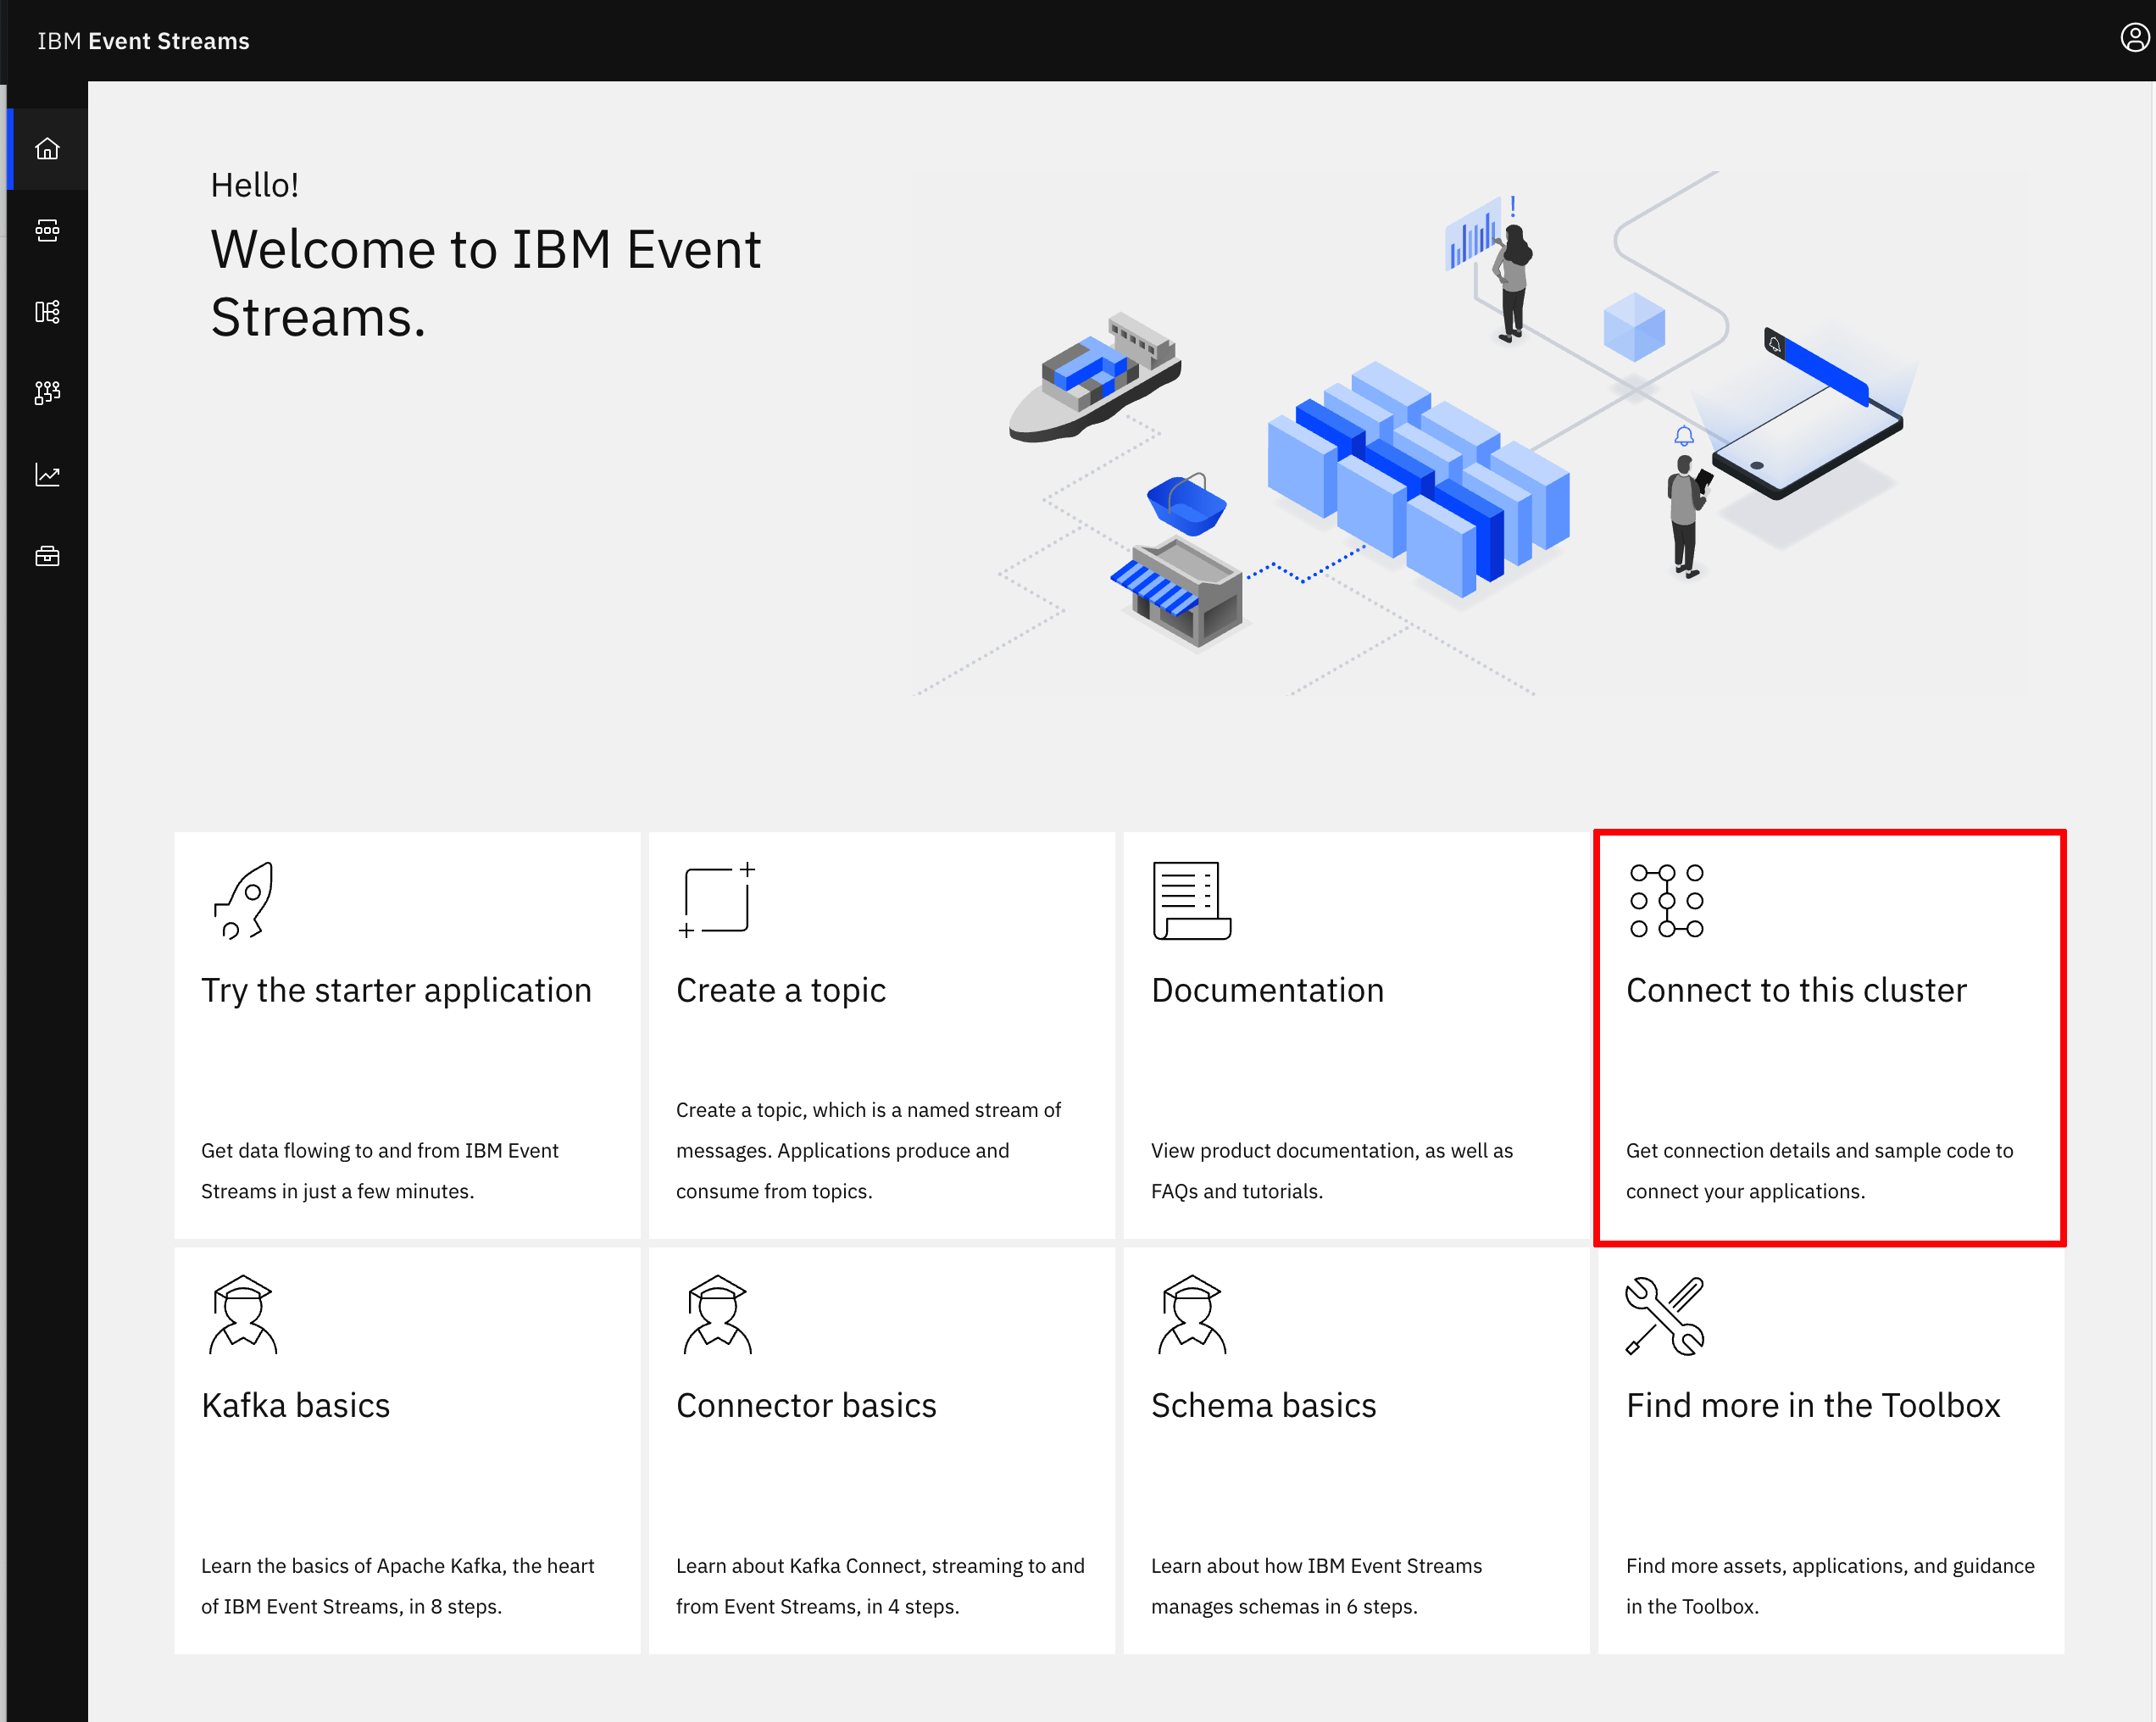 IBM Event Streams
Hello!
Welcome to IBM Event
Streams.
!
Try the starter application
Get data flowing to and from IBM Event
Streams in just a few minutes.
Create a topic
Create a topic, which is a named stream of
messages. Applications produce and
consume from topics.
Documentation
View product documentation, as well as
FAQs and tutorials.
Connect to this cluster
Get connection details and sample code to
connect your applications.
Kafka basics
Learn the basics of Apache Kafka, the heart
of IBM Event Streams, in 8 steps.
Connector basics
Learn about Kafka Connect, streaming to and
from Event Streams, in 4 steps.
Schema basics
Learn about how IBM Event Streams
manages schemas in 6 steps.
Find more in the Toolbox
Find more assets, applications, and guidance
in the Toolbox.